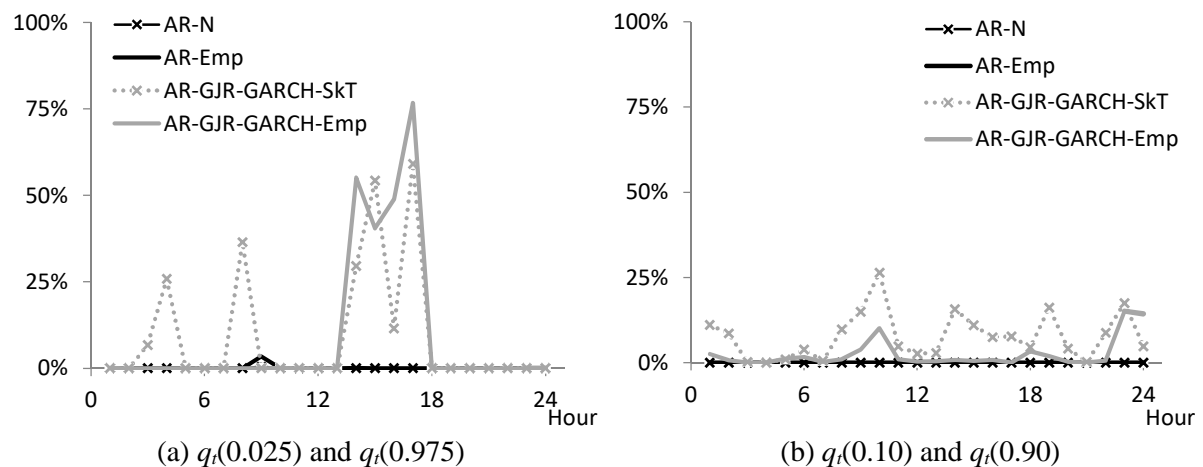 100%
75%
50%
25%
0%
0
6
12
18
24
Hour
AR-N
AR-Emp
AR-GJR-GARCH-SkT
AR-GJR-GARCH-Emp
(a) qt(0.025) and qt(0.975)
100%
75%
50%
25%
0%
0
6
12
18
24
Hour
AR-N
AR-Emp
AR-GJR-GARCH-SkT
AR-GJR-GARCH-Emp
(b) qt(0.10) and qt(0.90)